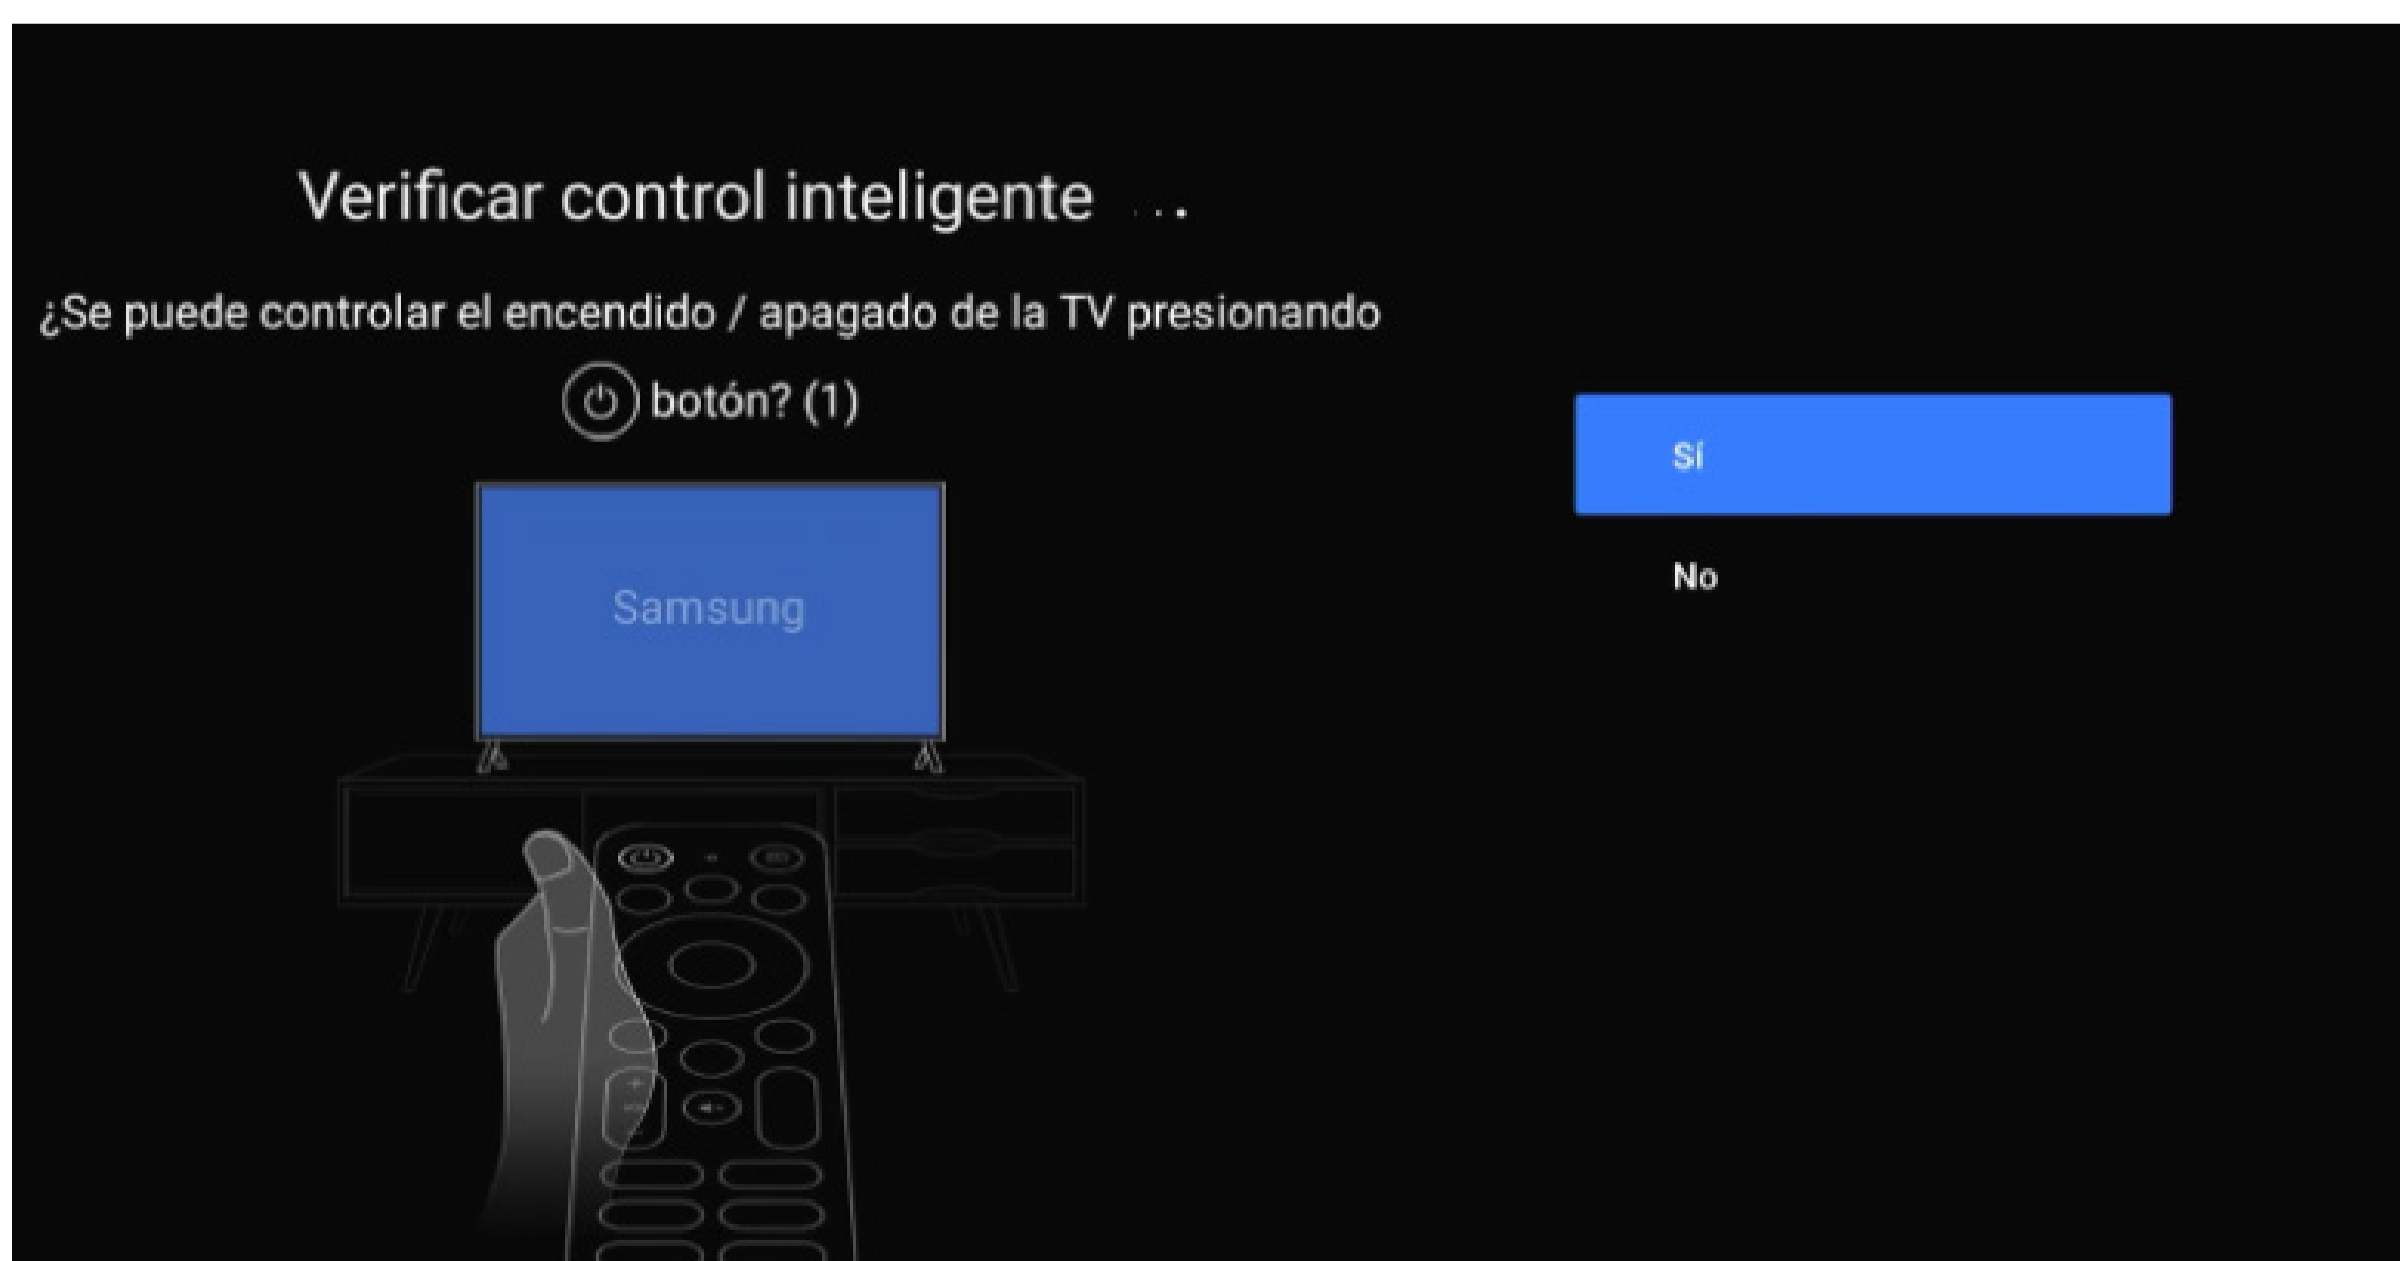 Verificar control inteligente ...
¿Se puede controlar el encendido / apagado de la TV presionando
botón? (1)
Sí
No
Samsung